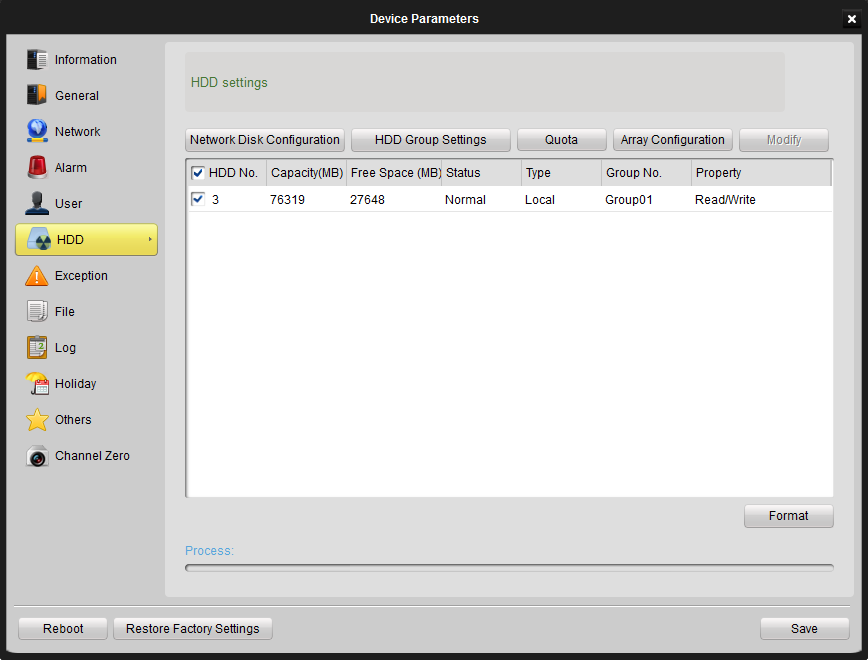 Device Parameters
Information
General
Network
Alarm
User
HDD
Exception
File
Log
Holiday
Others
Channel Zero
HDD settings
Network Disk Configuration HDD Group Settings Quota Array Configuration Modify
HDD No. Capacity(MB) Free Space (MB) Status Type Group No. Property
3 76319 27648 Normal Local Group01 Read/Write
Format
Process:
Reboot Restore Factory Settings Save